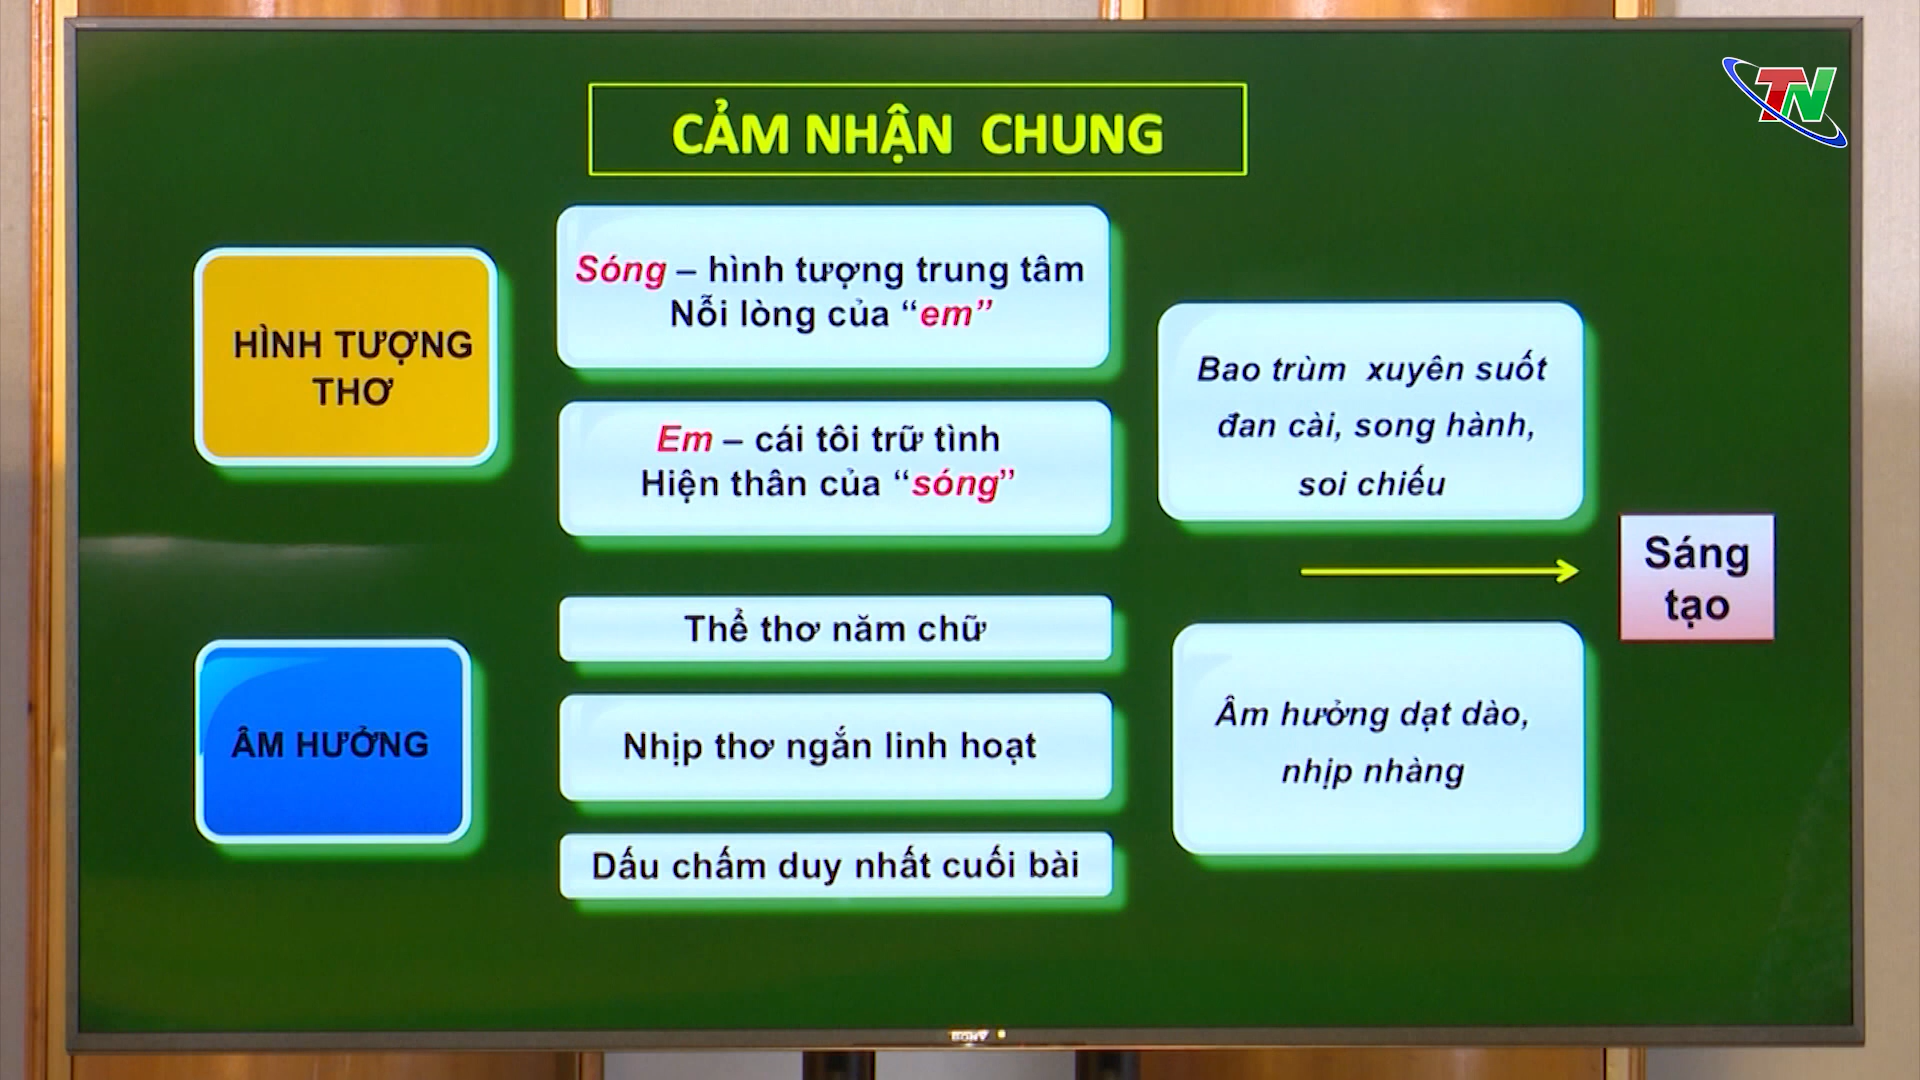 CẢM NHẬN CHUNG
TN
HÌNH TƯỢNG
THƠ
Sóng – hình tượng trung tâm
Nỗi lòng của “em”
Em – cái tôi trữ tình
Hiện thân của “sóng”
Bao trùm xuyên suốt
đan cài, song hành,
soi chiếu
Sáng
tạo
ÂM HƯỞNG
Thể thơ năm chữ
Nhịp thơ ngắn linh hoạt
Dấu chấm duy nhất cuối bài
Âm hưởng dạt dào,
nhịp nhàng
SONY